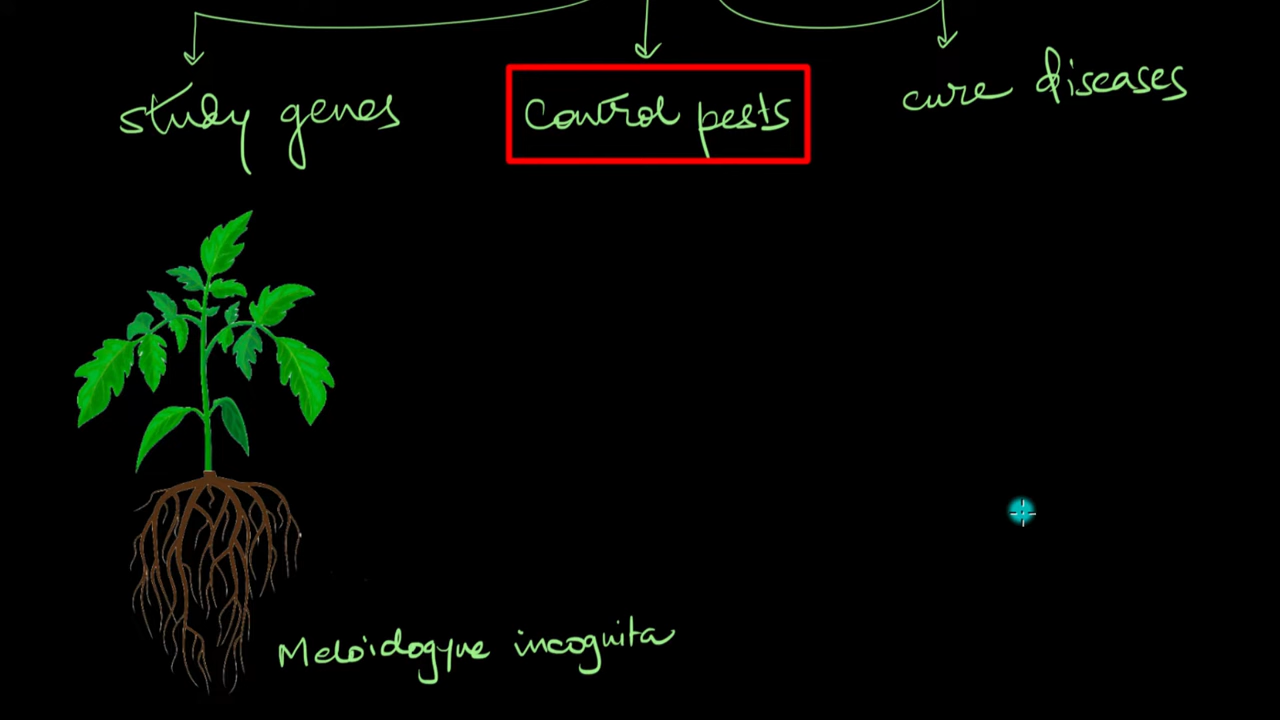 study genes
Control pests
cure diseases
Meloidogyne incognita